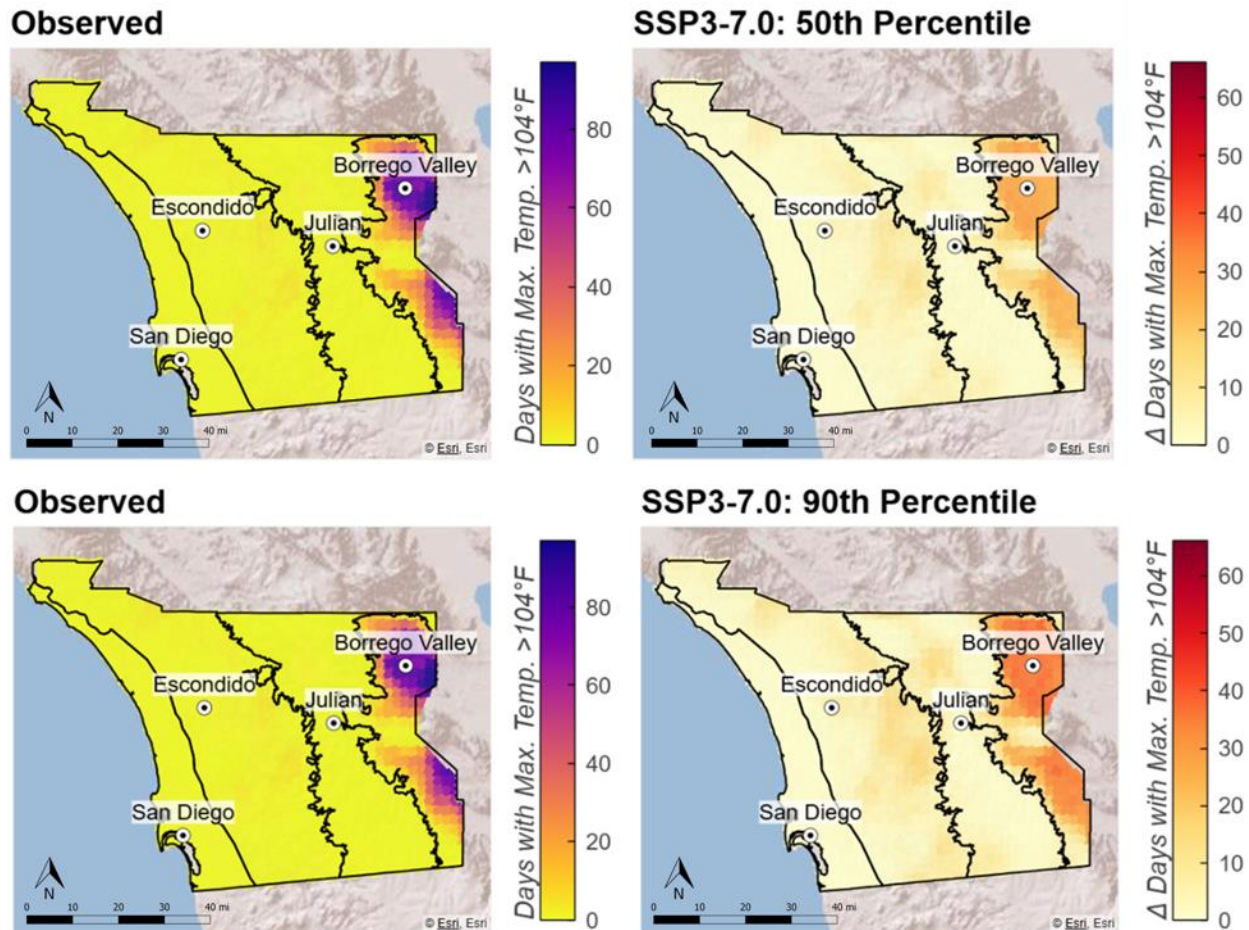 Observed
SSP3-7.0: 50th Percentile
Borrego Valley
Escondido
Julian
San Diego
N
0 10 20 30 40 mi
© Esri, Esri
Days with Max. Temp. >104°F
80
60
40
20
0
Borrego Valley
Escondido
Julian
San Diego
N
0 10 20 30 40 mi
© Esri, Esri
Δ Days with Max. Temp. >104°F
60
50
40
30
20
10
0
Observed
SSP3-7.0: 90th Percentile
Borrego Valley
Escondido
Julian
San Diego
N
0 10 20 30 40 mi
© Esri, Esri
Days with Max. Temp. >104°F
80
60
40
20
0
Borrego Valley
Escondido
Julian
San Diego
N
0 10 20 30 40 mi
© Esri, Esri
Δ Days with Max. Temp. >104°F
60
50
40
30
20
10
0